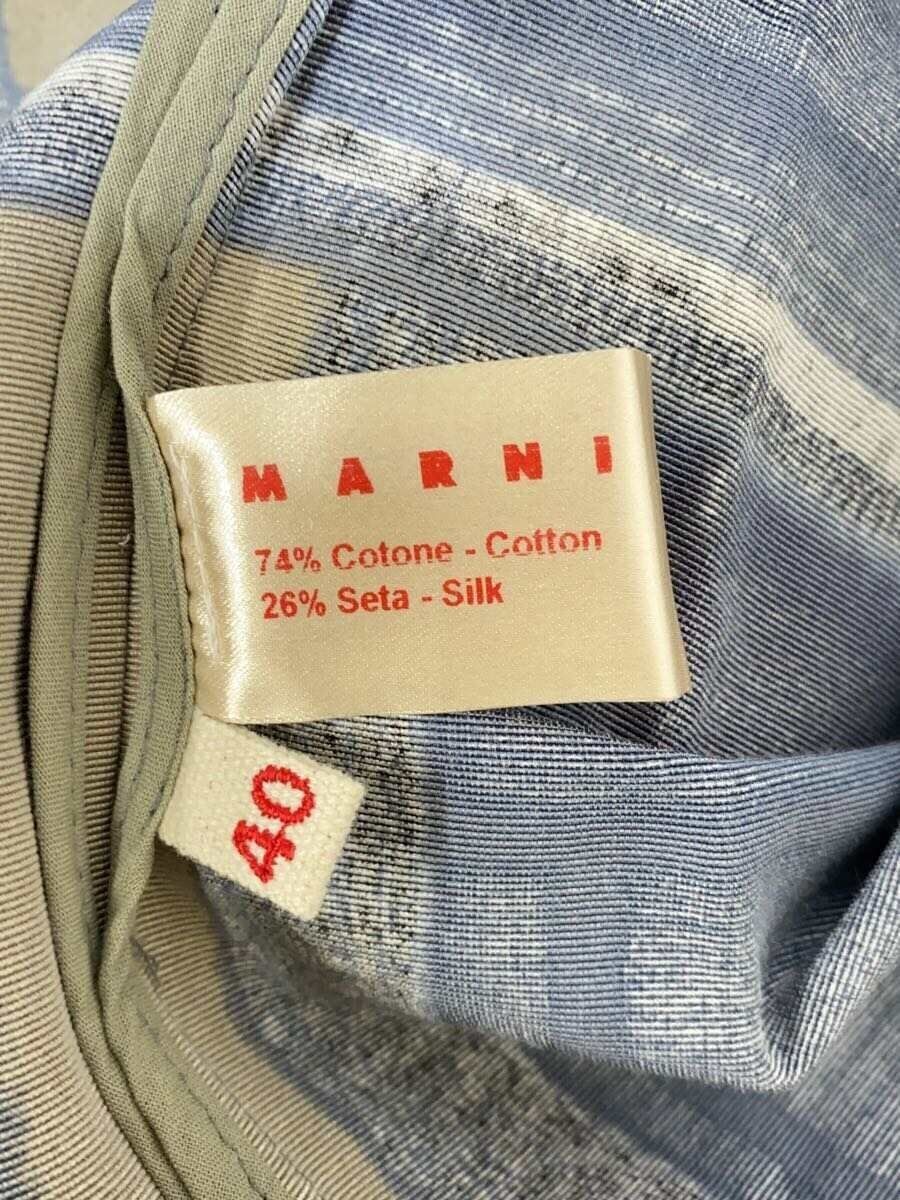 MARNI
74% Cotone - Cotton
26% Seta - Silk
40